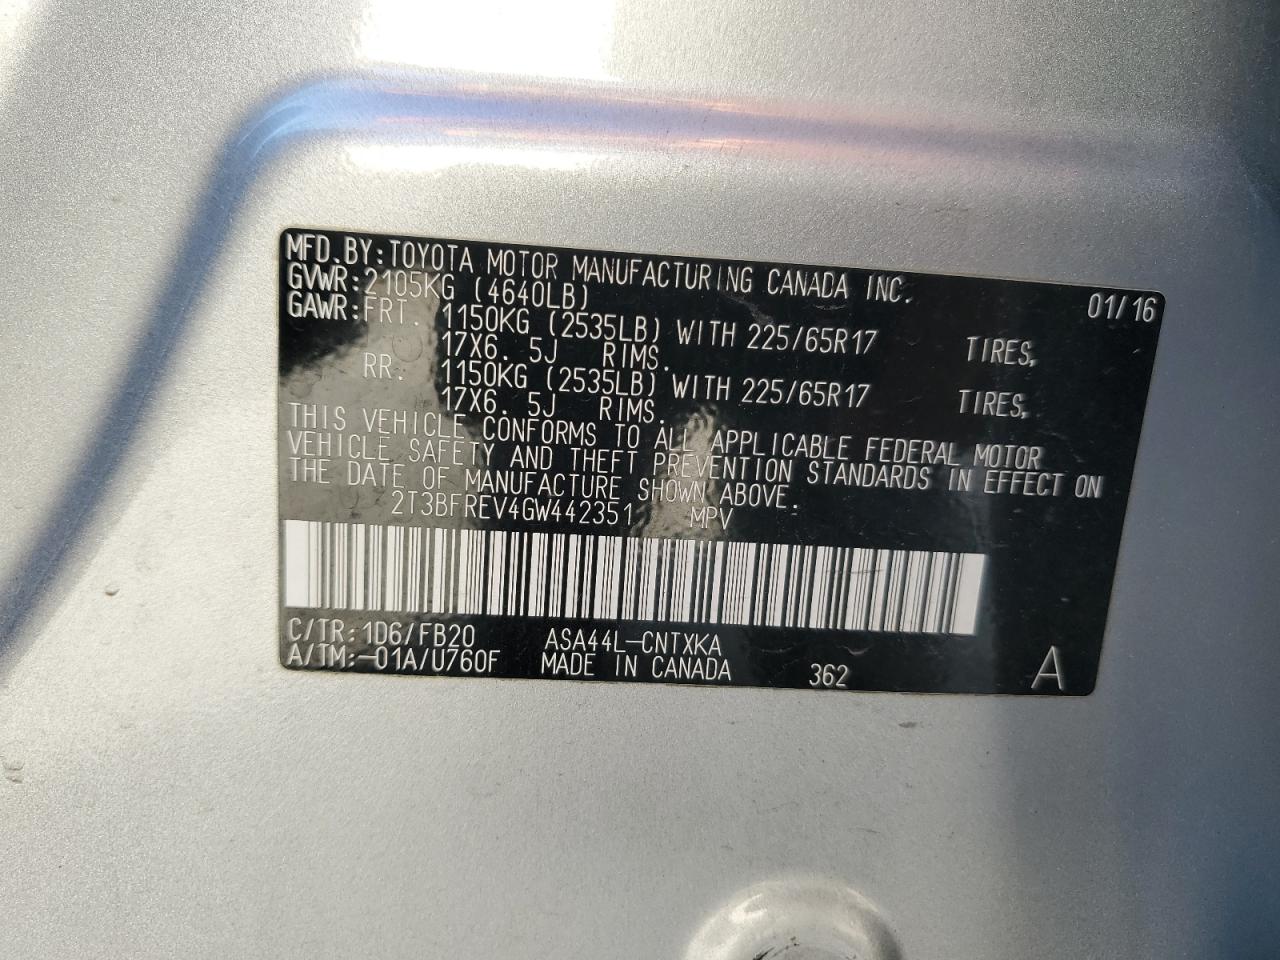 MFD.BY:TOYOTA MOTOR MANUFACTURING CANADA INC. 01/16
GVWR:2105KG (4640LB)
GAWR:FRT. 1150KG (2535LB) WITH 225/65R17 TIRES,
17X6. 5J RIMS.
RR. 1150KG (2535LB) WITH 225/65R17 TIRES,
17X6. 5J RIMS.
THIS VEHICLE CONFORMS TO ALL APPLICABLE FEDERAL MOTOR
VEHICLE SAFETY AND THEFT PREVENTION STANDARDS IN EFFECT ON
THE DATE OF MANUFACTURE SHOWN ABOVE.
2T3BFREV4GW442351 MPV
C/TR:1D6/FB20 ASA44L-CNTXKA
A/TM:-01A/U760F MADE IN CANADA 362 A